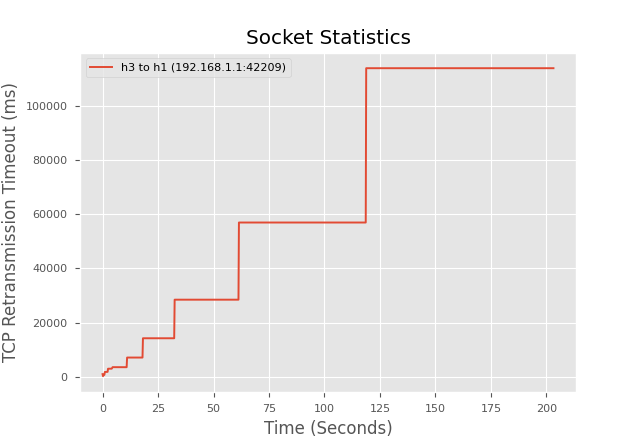 Socket Statistics
h3 to h1 (192.168.1.1:42209)
TCP Retransmission Timeout (ms)
100000
80000
60000
40000
20000
0
0 25 50 75 100 125 150 175 200
Time (Seconds)